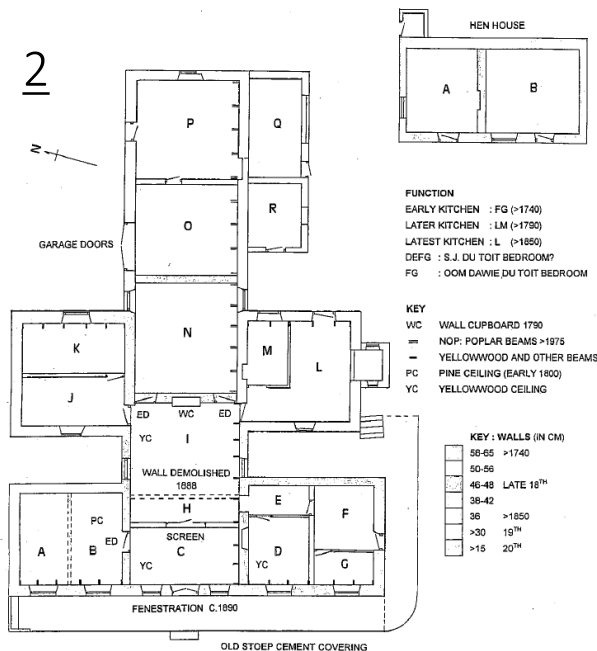 2
HEN HOUSE
A
B
P
Q
N
R
O
GARAGE DOORS
FUNCTION
EARLY KITCHEN : FG (>1740)
LATER KITCHEN : LM (>1790)
LATEST KITCHEN : L (>1850)
DEFG : S.J. DU TOIT BEDROOM?
FG : OOM DAWIE DU TOIT BEDROOM
N
M
L
K
J
KEY
WC WALL CUPBOARD 1790
= NOP: POPLAR BEAMS >1975
- YELLOWWOOD AND OTHER BEAMS
PC PINE CEILING (EARLY 1800)
YC YELLOWWOOD CEILING
ED WC ED
YC I
WALL DEMOLISHED
1888
H
SCREEN
YC C
KEY : WALLS (IN CM)
58-65 >1740
50-56
46-48 LATE 18TH
38-42
36 >1850
>30 19TH
>15 20TH
E
F
PC
ED
A
B
D
YC
G
FENESTRATION C.1890
OLD STOEP CEMENT COVERING